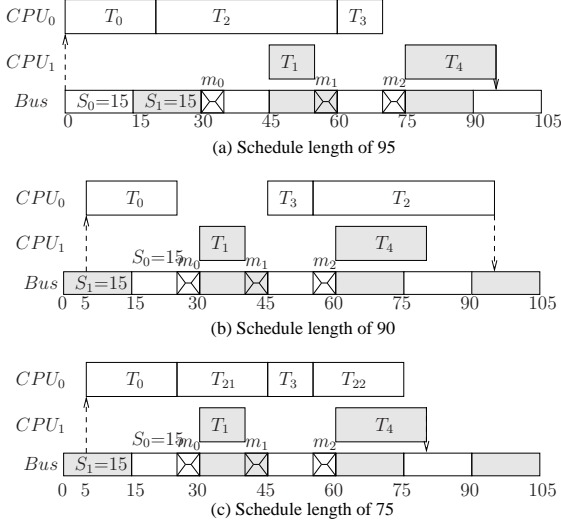 CPU₀ T₀ T₂ T₃
CPU₁ T₁ T₄
m₀ m₁ m₂
Bus S₀=15 S₁=15
0 15 30 45 60 75 105
(a) Schedule length of 95
CPU₀ T₀ T₃ T₂
CPU₁ T₁ T₄
S₀=15 m₀ m₁ m₂
Bus S₁=15
0 5 15 30 45 60 75 90 105
(b) Schedule length of 90
CPU₀ T₀ T₂₁ T₃ T₂₂
CPU₁ T₁ T₄
S₀=15 m₀ m₁ m₂
Bus S₁=15
0 5 15 30 45 60 75 90 105
(c) Schedule length of 75